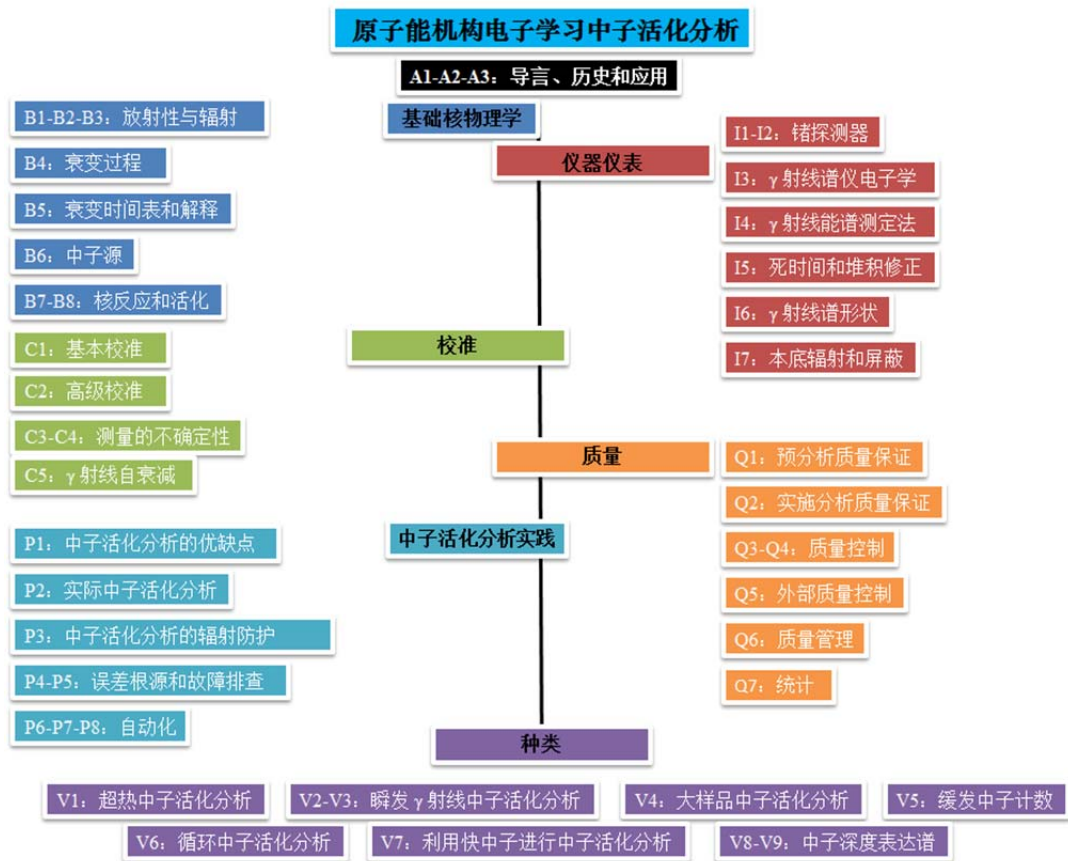 原子能机构电子学习中子活化分析
A1-A2-A3：导言、历史和应用
基础核物理学
B1-B2-B3：放射性与辐射
B4：衰变过程
B5：衰变时间表和解释
B6：中子源
B7-B8：核反应和活化
仪器仪表
I1-I2：锗探测器
I3：γ射线谱仪电子学
I4：γ射线能谱测定法
I5：死时间和堆积修正
I6：γ射线谱形状
I7：本底辐射和屏蔽
校准
C1：基本校准
C2：高级校准
C3-C4：测量的不确定性
C5：γ射线自衰减
质量
Q1：预分析质量保证
Q2：实施分析质量保证
Q3-Q4：质量控制
Q5：外部质量控制
Q6：质量管理
Q7：统计
中子活化分析实践
P1：中子活化分析的优缺点
P2：实际中子活化分析
P3：中子活化分析的辐射防护
P4-P5：误差根源和故障排查
P6-P7-P8：自动化
种类
V1：超热中子活化分析
V2-V3：瞬发γ射线中子活化分析
V4：大样品中子活化分析
V5：缓发中子计数
V6：循环中子活化分析
V7：利用快中子进行中子活化分析
V8-V9：中子深度表达谱